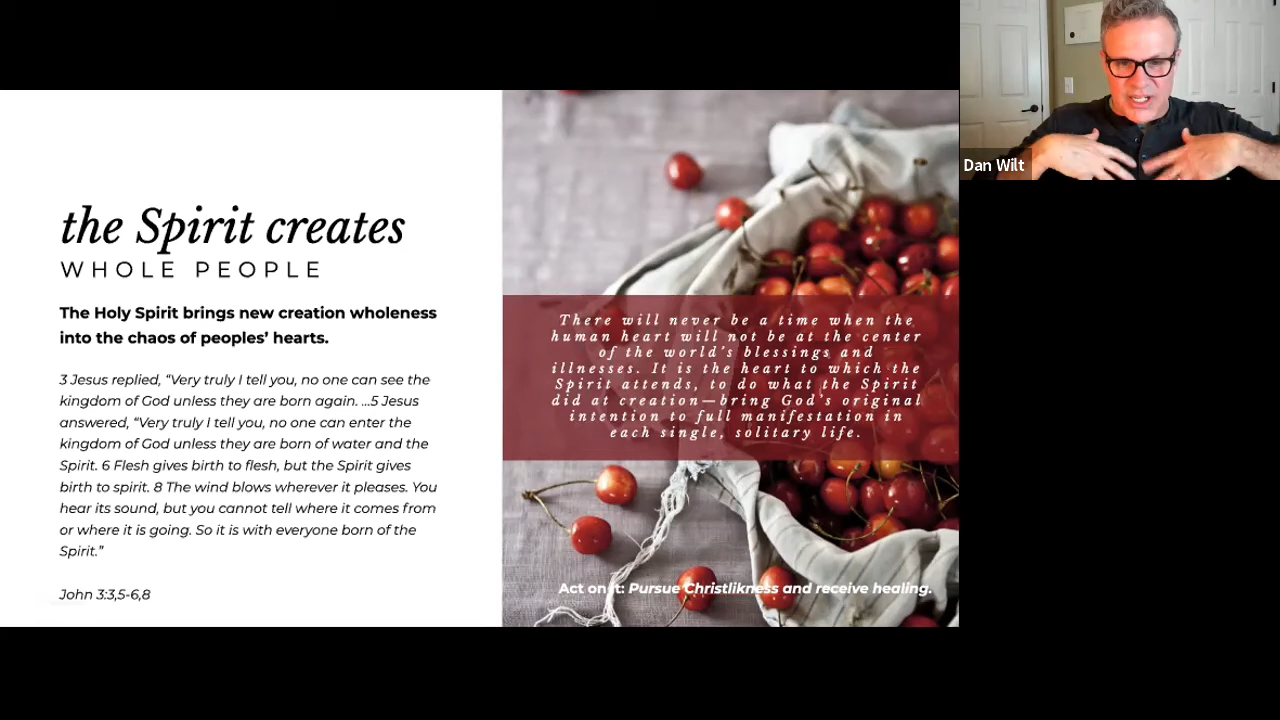 the Spirit creates
WHOLE PEOPLE
The Holy Spirit brings new creation wholeness
into the chaos of peoples’ hearts.
3 Jesus replied, “Very truly I tell you, no one can see the
kingdom of God unless they are born again. ...5 Jesus
answered, “Very truly I tell you, no one can enter the
kingdom of God unless they are born of water and the
Spirit. 6 Flesh gives birth to flesh, but the Spirit gives
birth to spirit. 8 The wind blows wherever it pleases. You
hear its sound, but you cannot tell where it comes from
or where it is going. So it is with everyone born of the
Spirit.”
John 3:3,5-6,8
There will never be a time when the
human heart will not be at the center
of the world’s blessings and
illnesses. It is the heart to which the
Spirit attends, to do what the Spirit
did at creation—bring God’s original
intention to full manifestation in
each single, solitary life.
Act on it: Pursue Christlikness and receive healing.
Dan Wilt